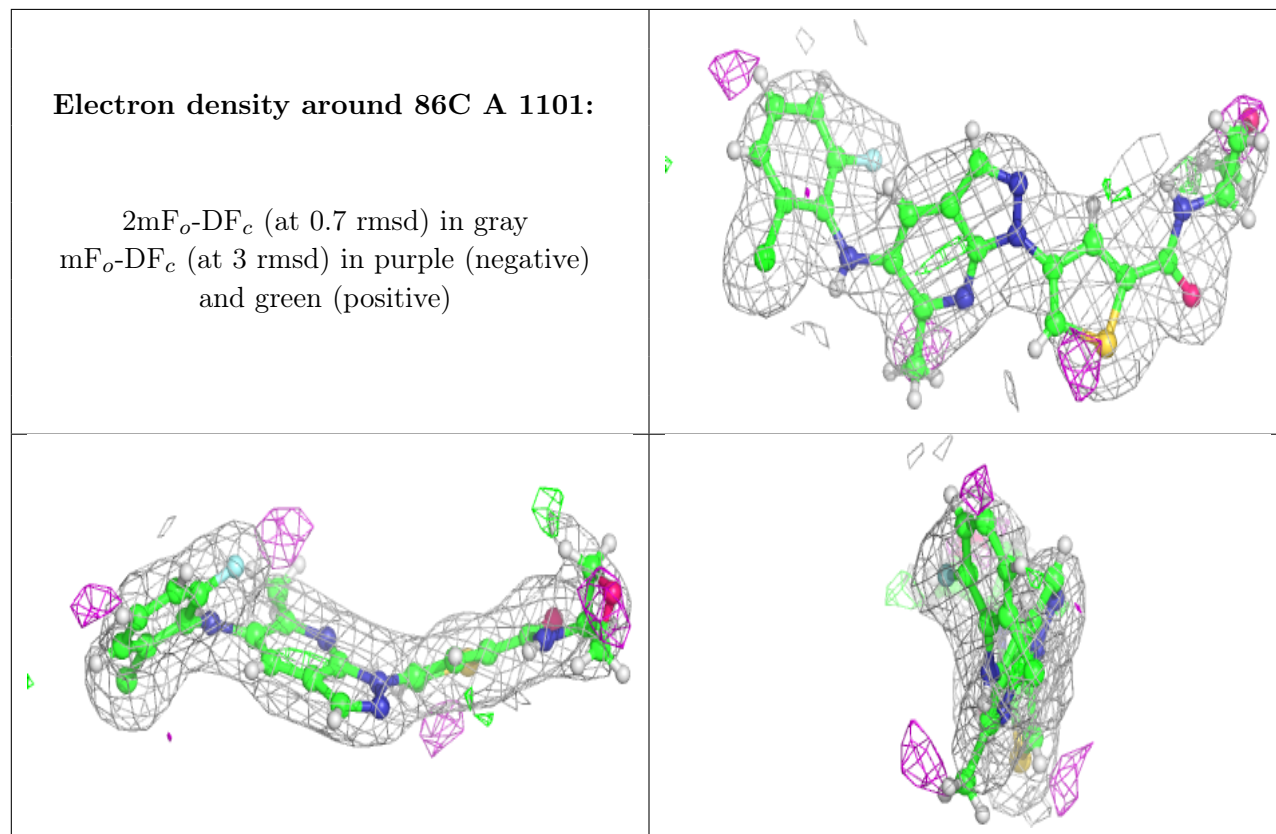 Electron density around 86C A 1101:
2mFo-DFc (at 0.7 rmsd) in gray
mFo-DFc (at 3 rmsd) in purple (negative)
and green (positive)